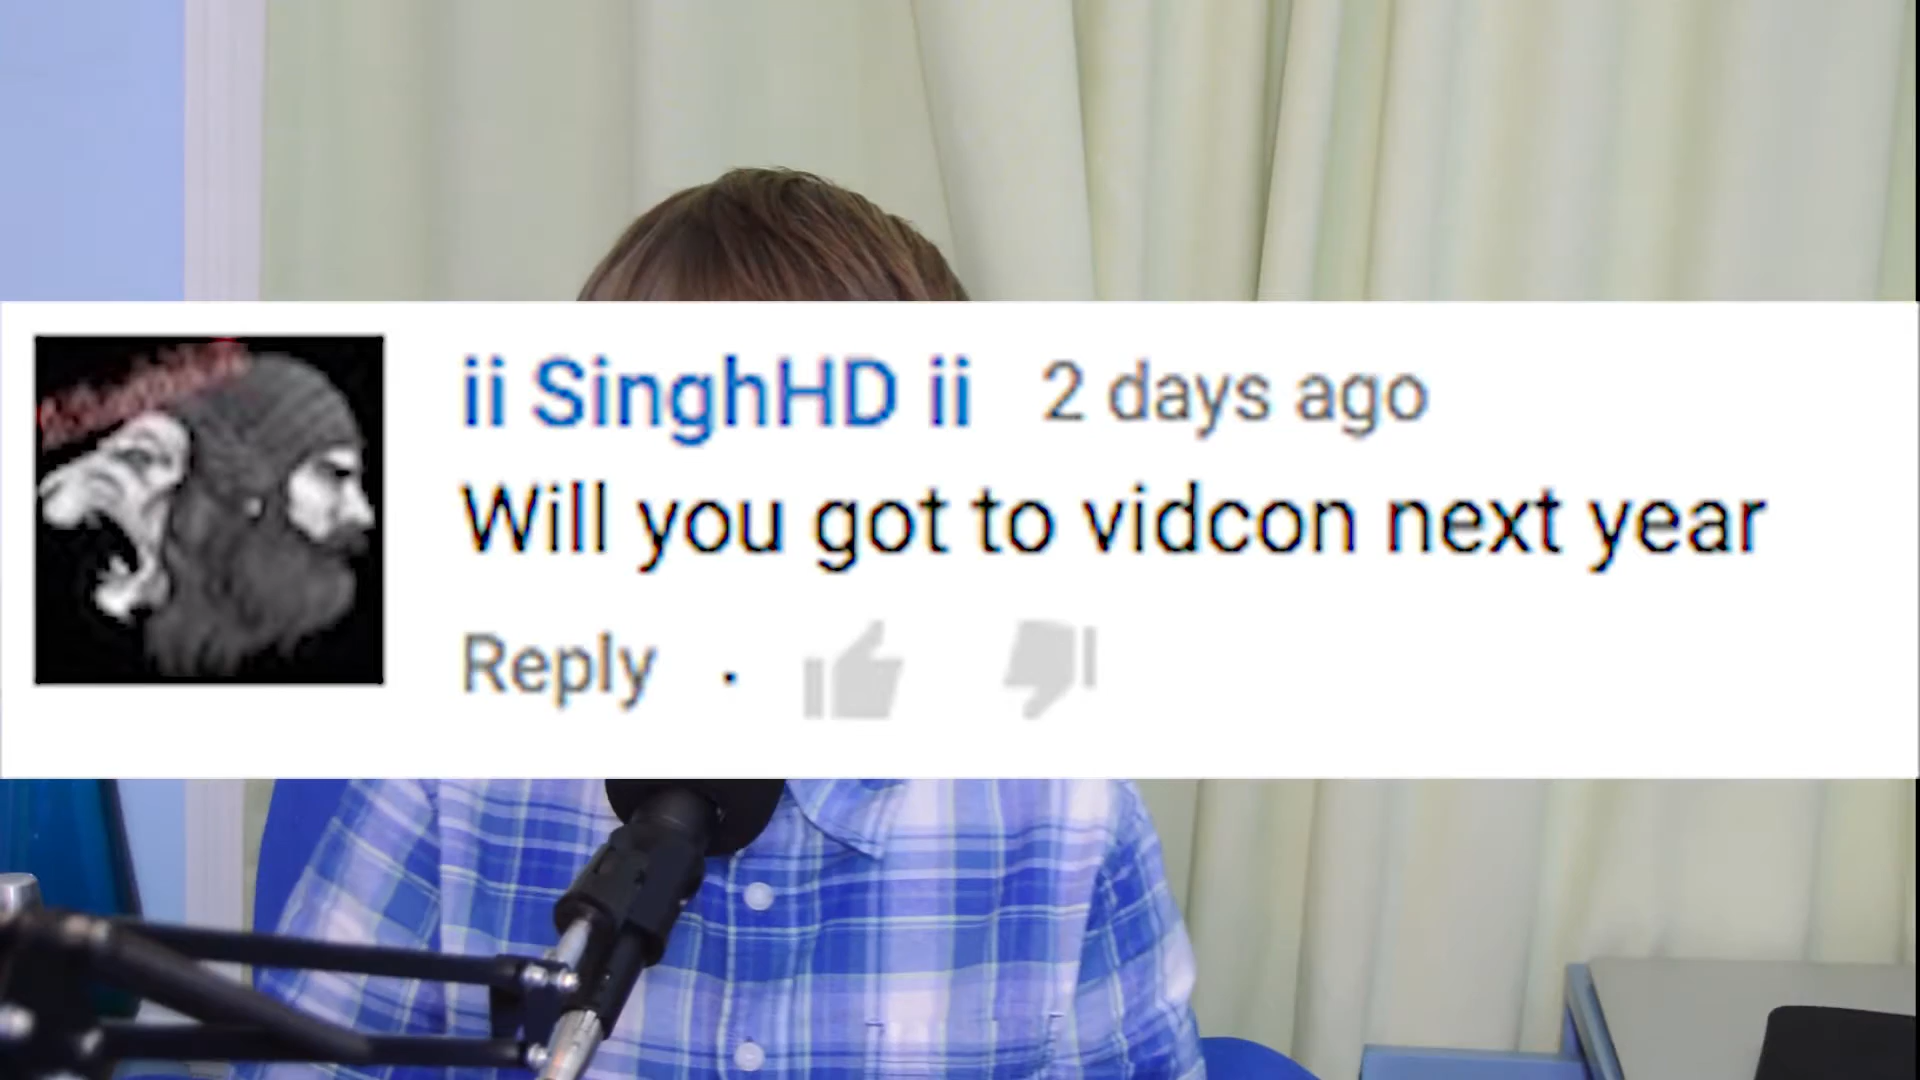 ii SinghHD ii 2 days ago
Will you got to vidcon next year
Reply ·